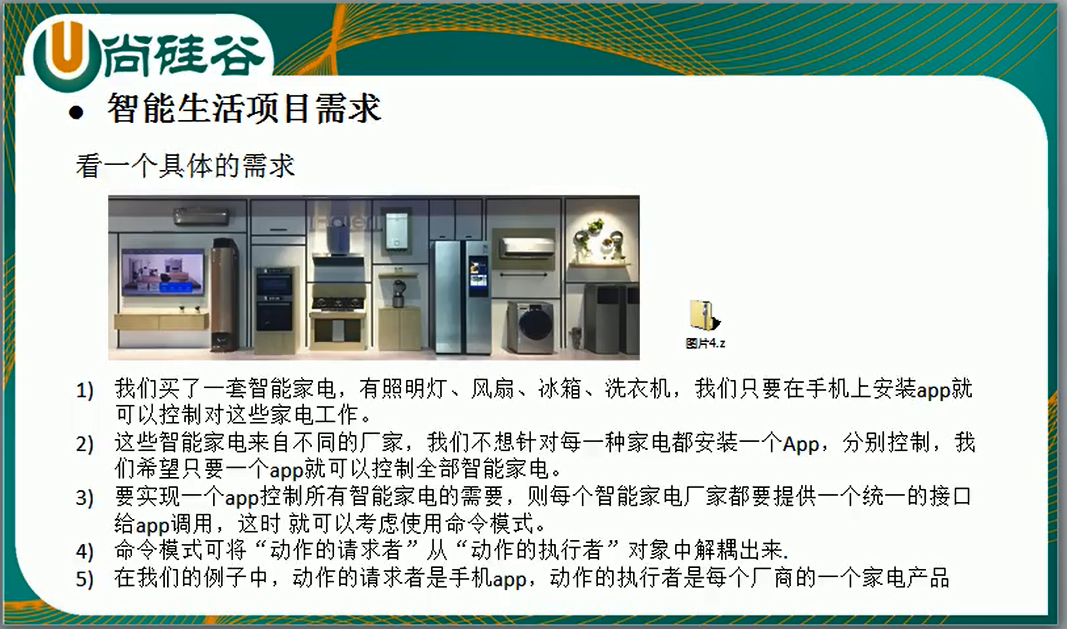 尚硅谷
● 智能生活项目需求
看一个具体的需求
Haier
图片4.z
1) 我们买了一套智能家电，有照明灯、风扇、冰箱、洗衣机，我们只要在手机上安装app就
可以控制对这些家电工作。
2) 这些智能家电来自不同的厂家，我们不想针对每一种家电都安装一个App，分别控制，我
们希望只要一个app就可以控制全部智能家电。
3) 要实现一个app控制所有智能家电的需要，则每个智能家电厂家都要提供一个统一的接口
给app调用，这时 就可以考虑使用命令模式。
4) 命令模式可将“动作的请求者”从“动作的执行者”对象中解耦出来.
5) 在我们的例子中，动作的请求者是手机app，动作的执行者是每个厂商的一个家电产品